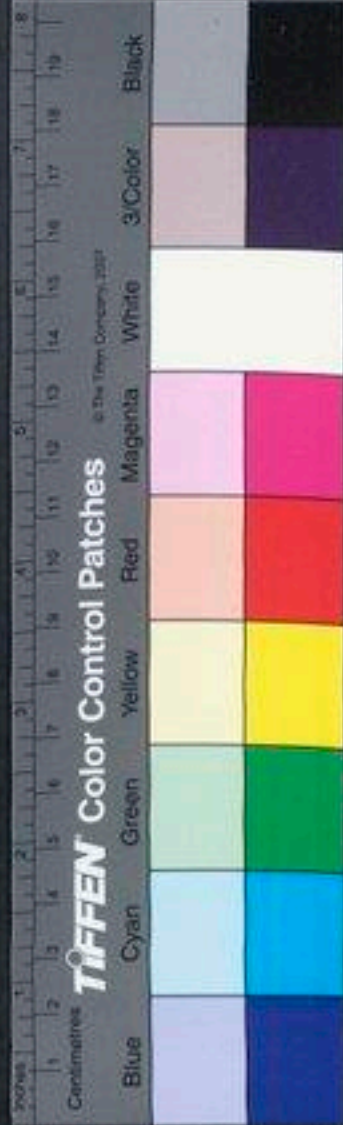 Inches 1 2 3 4 5 6 7 8
Centimetres 1 2 3 4 5 6 7 8 9 10 11 12 13 14 15 16 17 18 19
TIFFEN® Color Control Patches © The Tiffen Company, 2007
Blue Cyan Green Yellow Red Magenta White 3/Color Black